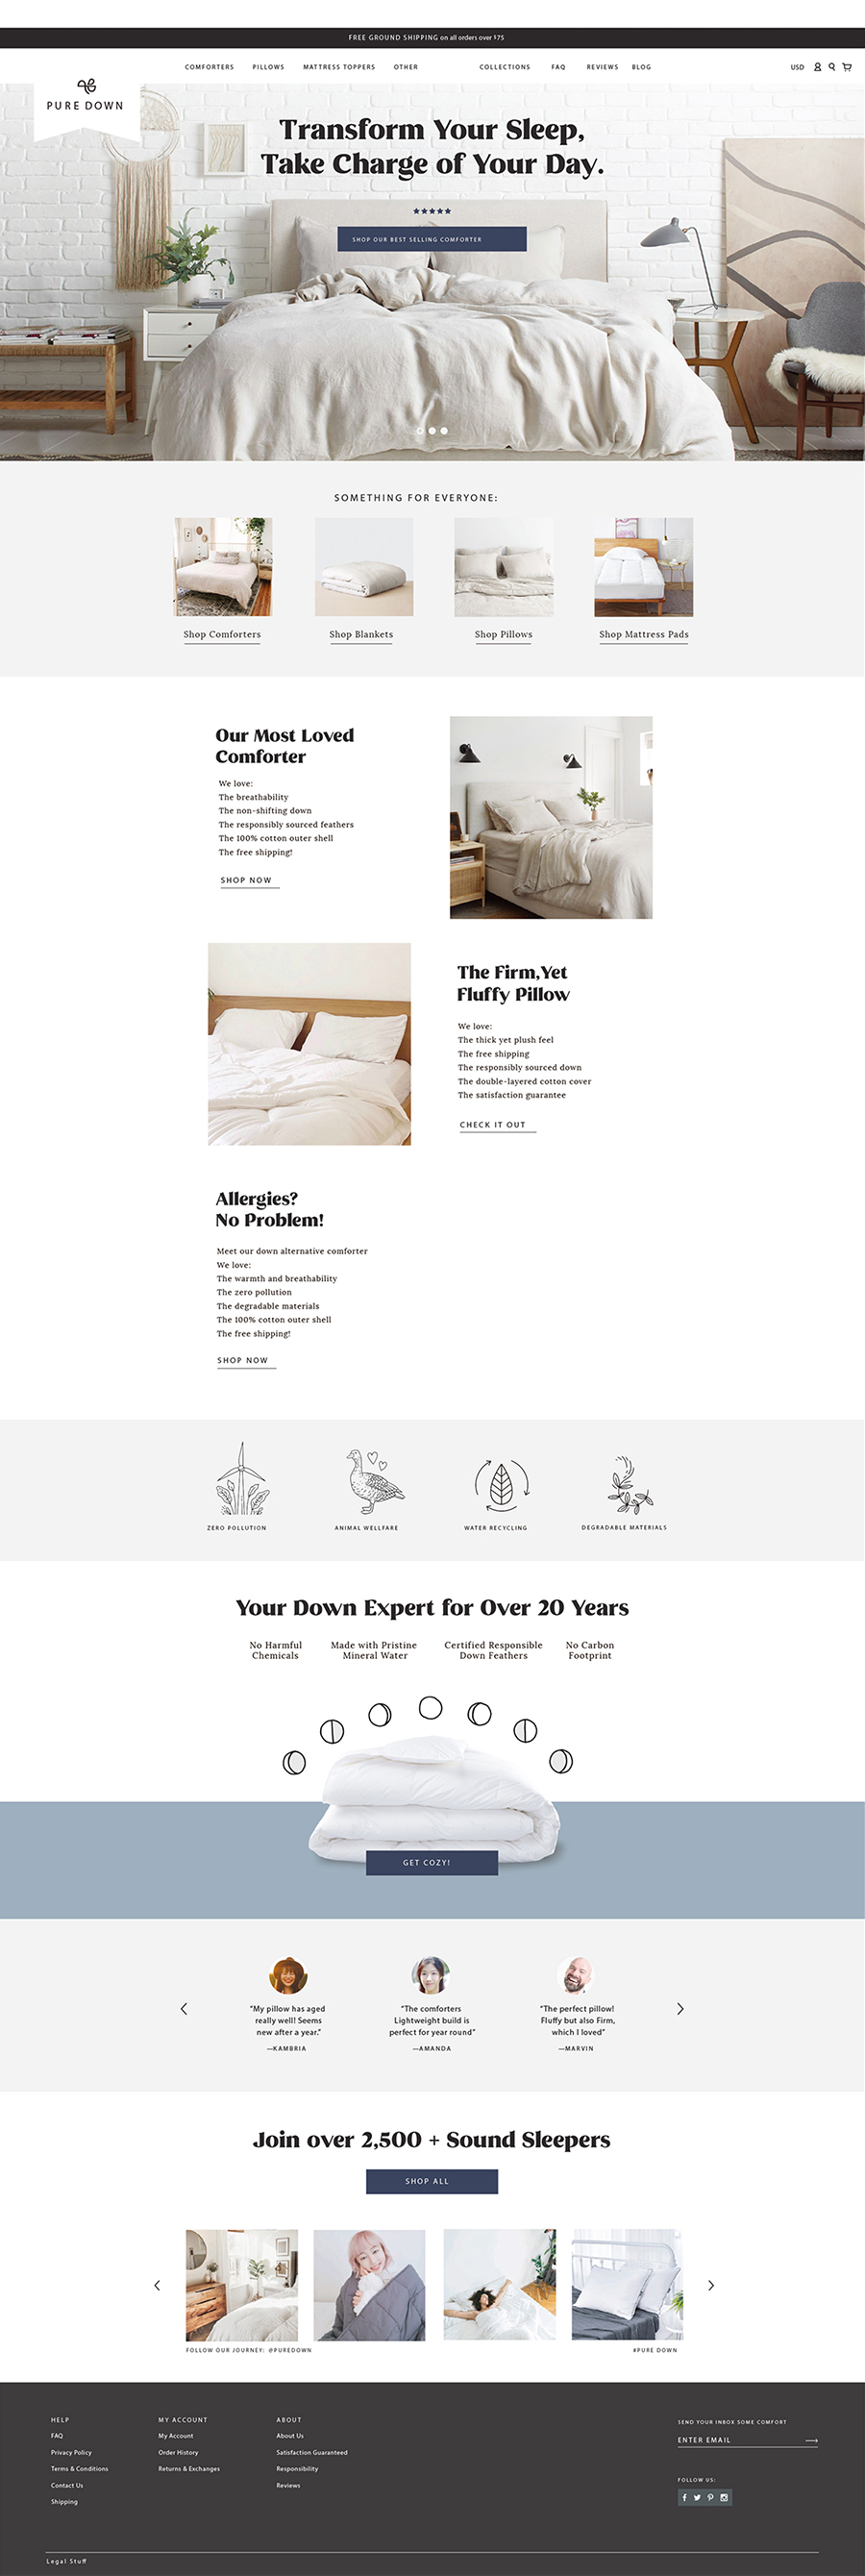 FREE GROUND SHIPPING on all orders over $75
COMFORTERS PILLOWS MATTRESS TOPPERS OTHER COLLECTIONS FAQ REVIEWS BLOG USD
PURE DOWN
Transform Your Sleep,
Take Charge of Your Day.
SHOP OUR BEST SELLING COMFORTER
SOMETHING FOR EVERYONE:
Shop Comforters Shop Blankets Shop Pillows Shop Mattress Pads
Our Most Loved
Comforter
We love:
The breathability
The non-shifting down
The responsibly sourced feathers
The 100% cotton outer shell
The free shipping!
SHOP NOW
The Firm,Yet
Fluffy Pillow
We love:
The thick yet plush feel
The free shipping
The responsibly sourced down
The double-layered cotton cover
The satisfaction guarantee
CHECK IT OUT
Allergies?
No Problem!
Meet our down alternative comforter
We love:
The warmth and breathability
The zero pollution
The degradable materials
The 100% cotton outer shell
The free shipping!
SHOP NOW
ZERO POLLUTION ANIMAL WELLFARE WATER RECYCLING DEGRADABLE MATERIALS
Your Down Expert for Over 20 Years
No Harmful
Chemicals
Made with Pristine
Mineral Water
Certified Responsible
Down Feathers
No Carbon
Footprint
GET COZY!
“My pillow has aged
really well! Seems
new after a year.”
—KAMBRIA
“The comforters
Lightweight build is
perfect for year round”
—AMANDA
“The perfect pillow!
Fluffy but also Firm,
which I loved”
—MARVIN
Join over 2,500 + Sound Sleepers
SHOP ALL
FOLLOW OUR JOURNEY: @PUREDOWN
#PURE DOWN
HELP
FAQ
Privacy Policy
Terms & Conditions
Contact Us
Shipping
MY ACCOUNT
My Account
Order History
Returns & Exchanges
ABOUT
About Us
Satisfaction Guaranteed
Responsibility
Reviews
SEND YOUR INBOX SOME COMFORT
ENTER EMAIL
FOLLOW US:
Legal Stuff